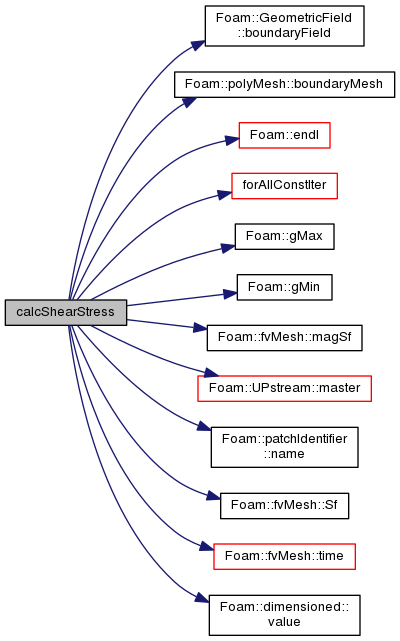 Foam::GeometricField
::boundaryField
Foam::polyMesh::boundaryMesh
Foam::endl
forAllConstIter
Foam::gMax
Foam::gMin
calcShearStress
Foam::fvMesh::magSf
Foam::UPstream::master
Foam::patchIdentifier
::name
Foam::fvMesh::Sf
Foam::fvMesh::time
Foam::dimensioned::
value